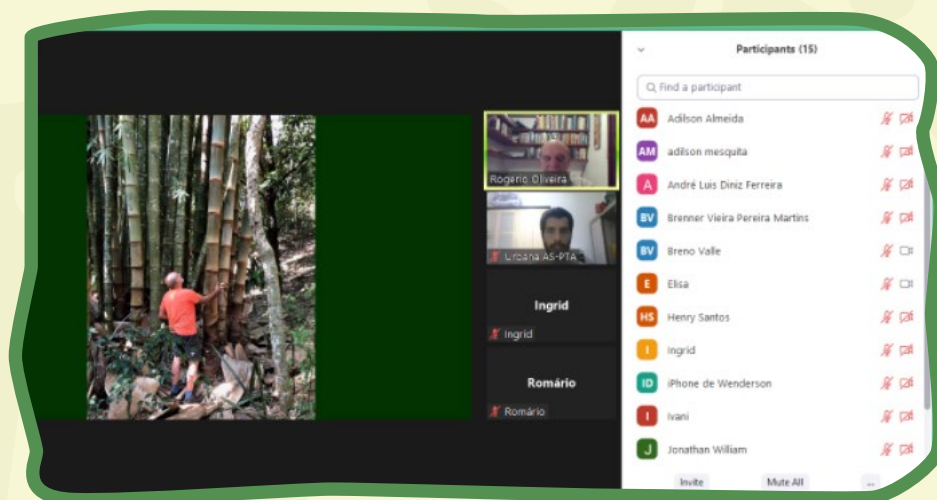 Participants (15)
Find a participant
AA Adilson Almeida
AM adilson mesquita
A André Luis Diniz Ferreira
BV Brenner Vieira Pereira Martins
BV Breno Valle
E Elisa
HS Henry Santos
I Ingrid
ID iPhone de Wenderson
I Ivani
J Jonathan William
Invite Mute All ...
Rogério Oliveira
Urbana AS-PTA
Ingrid
Ingrid
Romário
Romário